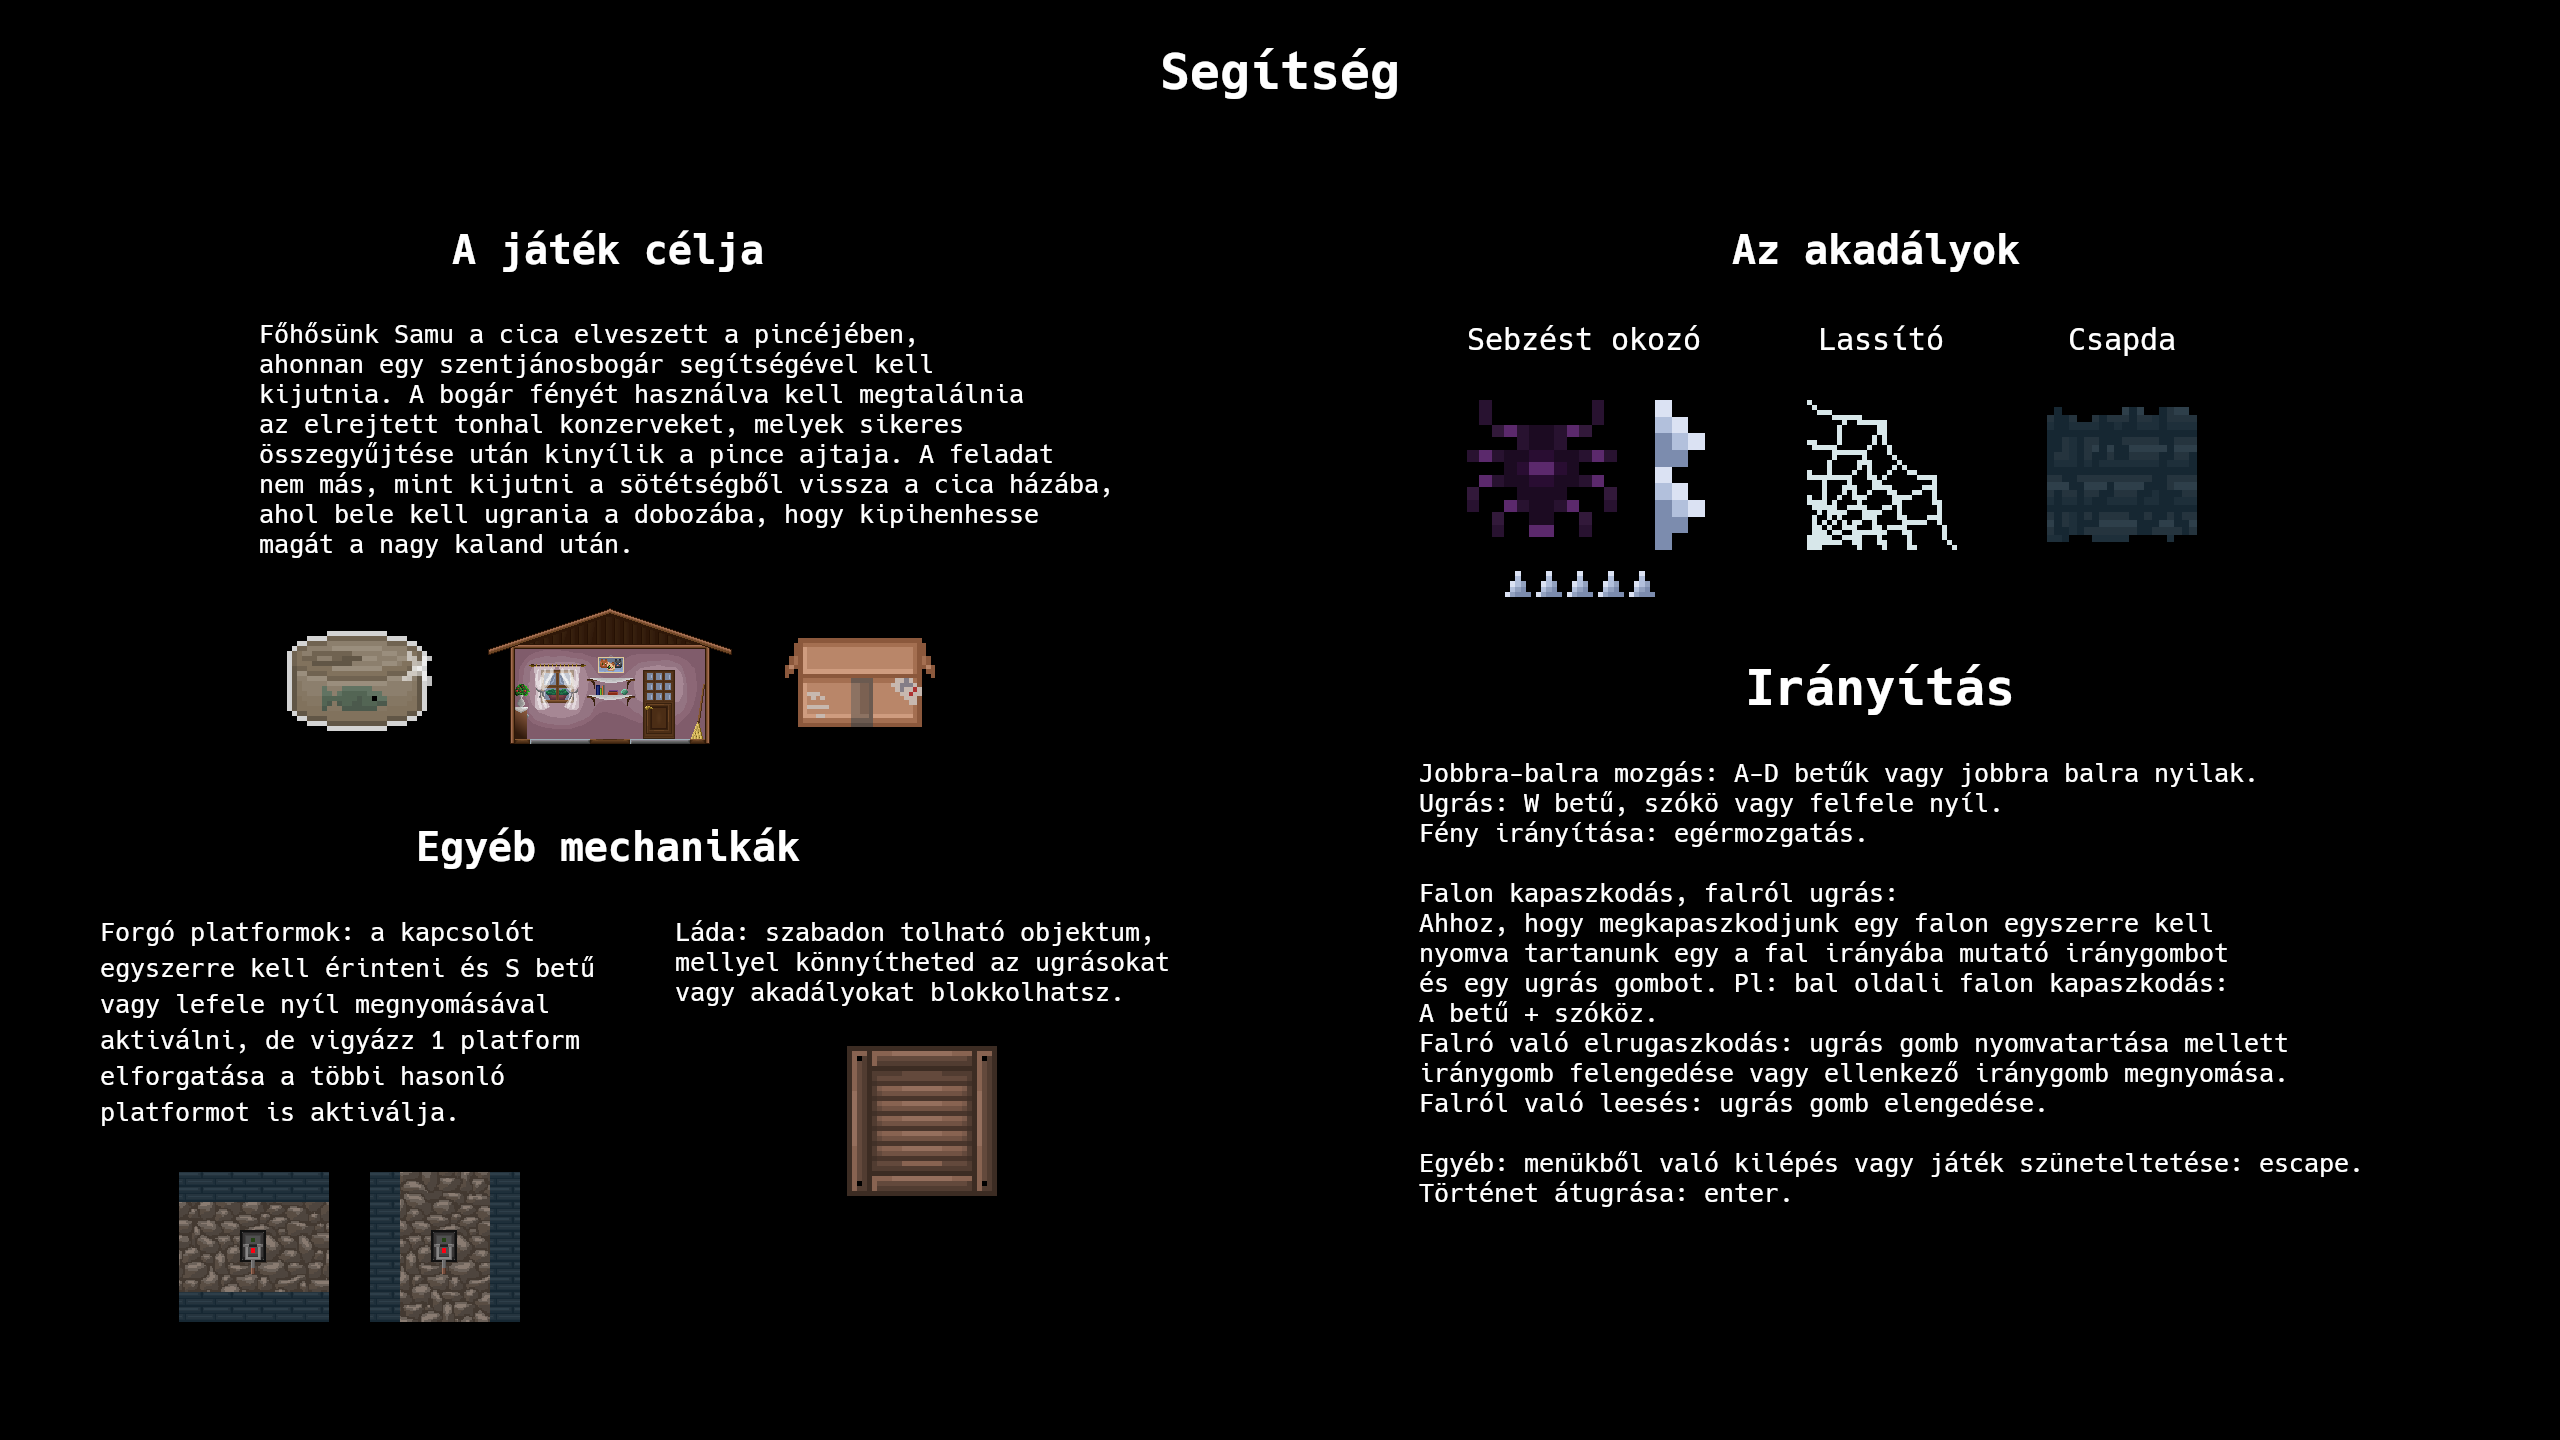 Segítség
A játék célja
Főhősünk Samu a cica elveszett a pincéjében,
ahonnan egy szentjánosbogár segítségével kell
kijutnia. A bogár fényét használva kell megtalálnia
az elrejtett tonhal konzerveket, melyek sikeres
összegyűjtése után kinyílik a pince ajtaja. A feladat
nem más, mint kijutni a sötétségből vissza a cica házába,
ahol bele kell ugrania a dobozába, hogy kipihenhesse
magát a nagy kaland után.
Egyéb mechanikák
Forgó platformok: a kapcsolót
egyszerre kell érinteni és S betű
vagy lefele nyíl megnyomásával
aktiválni, de vigyázz 1 platform
elforgatása a többi hasonló
platformot is aktiválja.
Láda: szabadon tolható objektum,
mellyel könnyítheted az ugrásokat
vagy akadályokat blokkolhatsz.
Az akadályok
Sebzést okozó
Lassító
Csapda
Irányítás
Jobbra-balra mozgás: A-D betűk vagy jobbra balra nyilak.
Ugrás: W betű, szókö vagy felfele nyíl.
Fény irányítása: egérmozgatás.
Falon kapaszkodás, falról ugrás:
Ahhoz, hogy megkapaszkodjunk egy falon egyszerre kell
nyomva tartanunk egy a fal irányába mutató iránygombot
és egy ugrás gombot. Pl: bal oldali falon kapaszkodás:
A betű + szóköz.
Falró való elrugaszkodás: ugrás gomb nyomvatartása mellett
iránygomb felengedése vagy ellenkező iránygomb megnyomása.
Falról való leesés: ugrás gomb elengedése.
Egyéb: menükből való kilépés vagy játék szüneteltetése: escape.
Történet átugrása: enter.